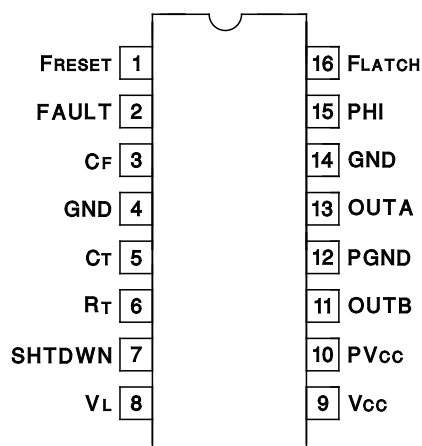 FRESET 1 16 FLATCH
FAULT 2 15 PHI
CF 3 14 GND
GND 4 13 OUTA
CT 5 12 PGND
RT 6 11 OUTB
SHTDWN 7 10 PVCC
VL 8 9 VCC